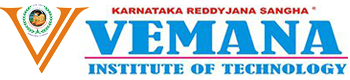 KARNATAKA REDDYJANA SANGHA®
VEMANA
INSTITUTE OF TECHNOLOGY